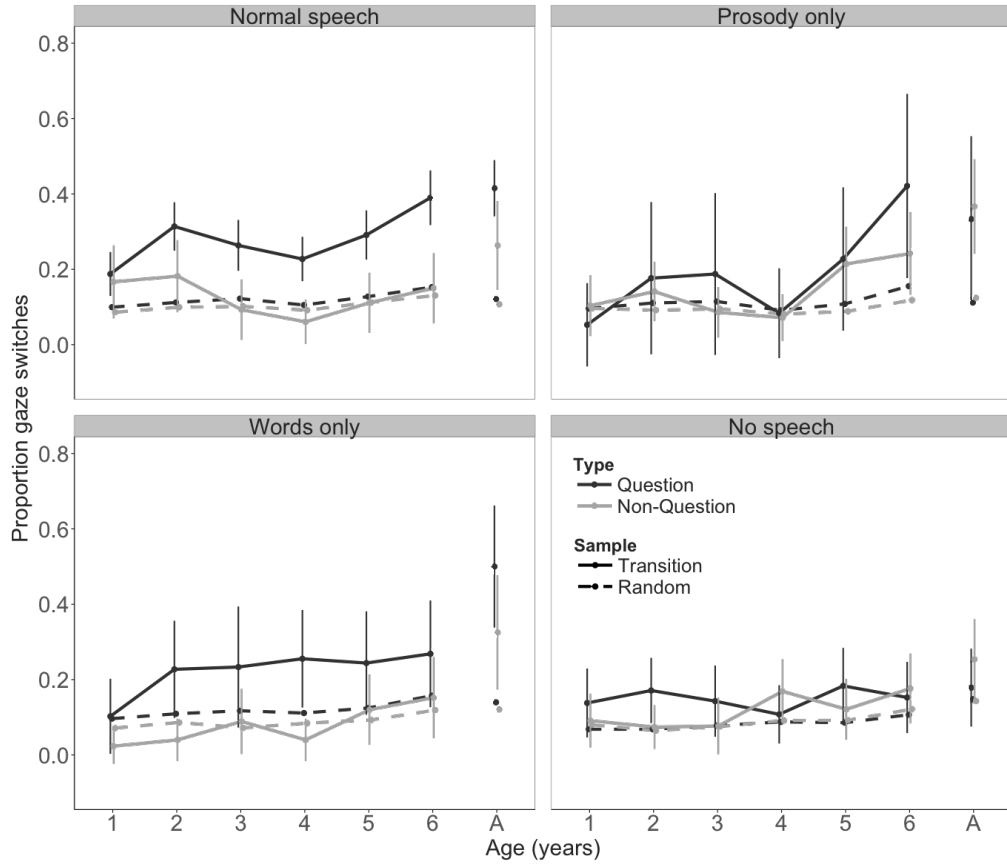 Normal speech
Prosody only
0.8
0.6
0.4
0.2
0.0
Words only
No speech
0.8
0.6
0.4
0.2
0.0
Type
Question
Non-Question
Sample
Transition
Random
1 2 3 4 5 6 A
1 2 3 4 5 6 A
Age (years)
Proportion gaze switches